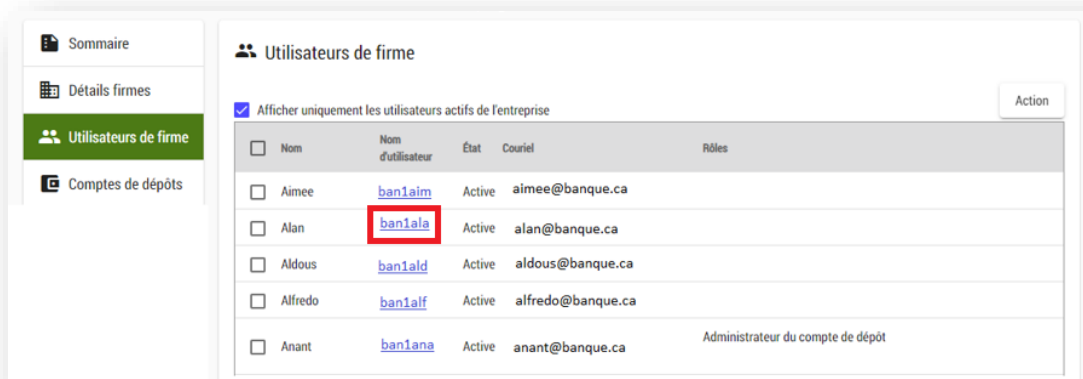 Sommaire
Détails firmes
Utilisateurs de firme
Comptes de dépôts
Utilisateurs de firme
Action
Afficher uniquement les utilisateurs actifs de l'entreprise
Nom Nom d'utilisateur État Couriel Rôles
Aimee ban1aim Active aimee@banque.ca
Alan ban1ala Active alan@banque.ca
Aldous ban1ald Active aldous@banque.ca
Alfredo ban1alf Active alfredo@banque.ca
Anant ban1ana Active anant@banque.ca Administrateur du compte de dépôt